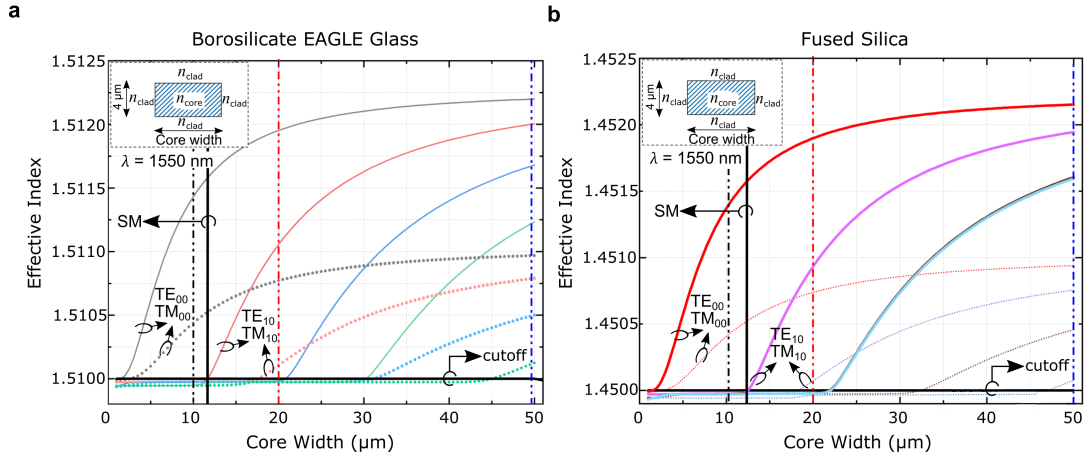 a
Borosilicate EAGLE Glass
Effective Index
1.5125
1.5120
1.5115
1.5110
1.5105
1.5100
n_clad
4 µm
n_clad
n_core
n_clad
n_clad
Core width
λ = 1550 nm
SM
TE00
TM00
TE10
TM10
cutoff
0
10
20
30
40
50
Core Width (µm)
b
Fused Silica
Effective Index
1.4525
1.4520
1.4515
1.4510
1.4505
1.4500
n_clad
4 µm
n_clad
n_core
n_clad
n_clad
Core width
λ = 1550 nm
SM
TE00
TM00
TE10
TM10
cutoff
0
10
20
30
40
50
Core Width (µm)